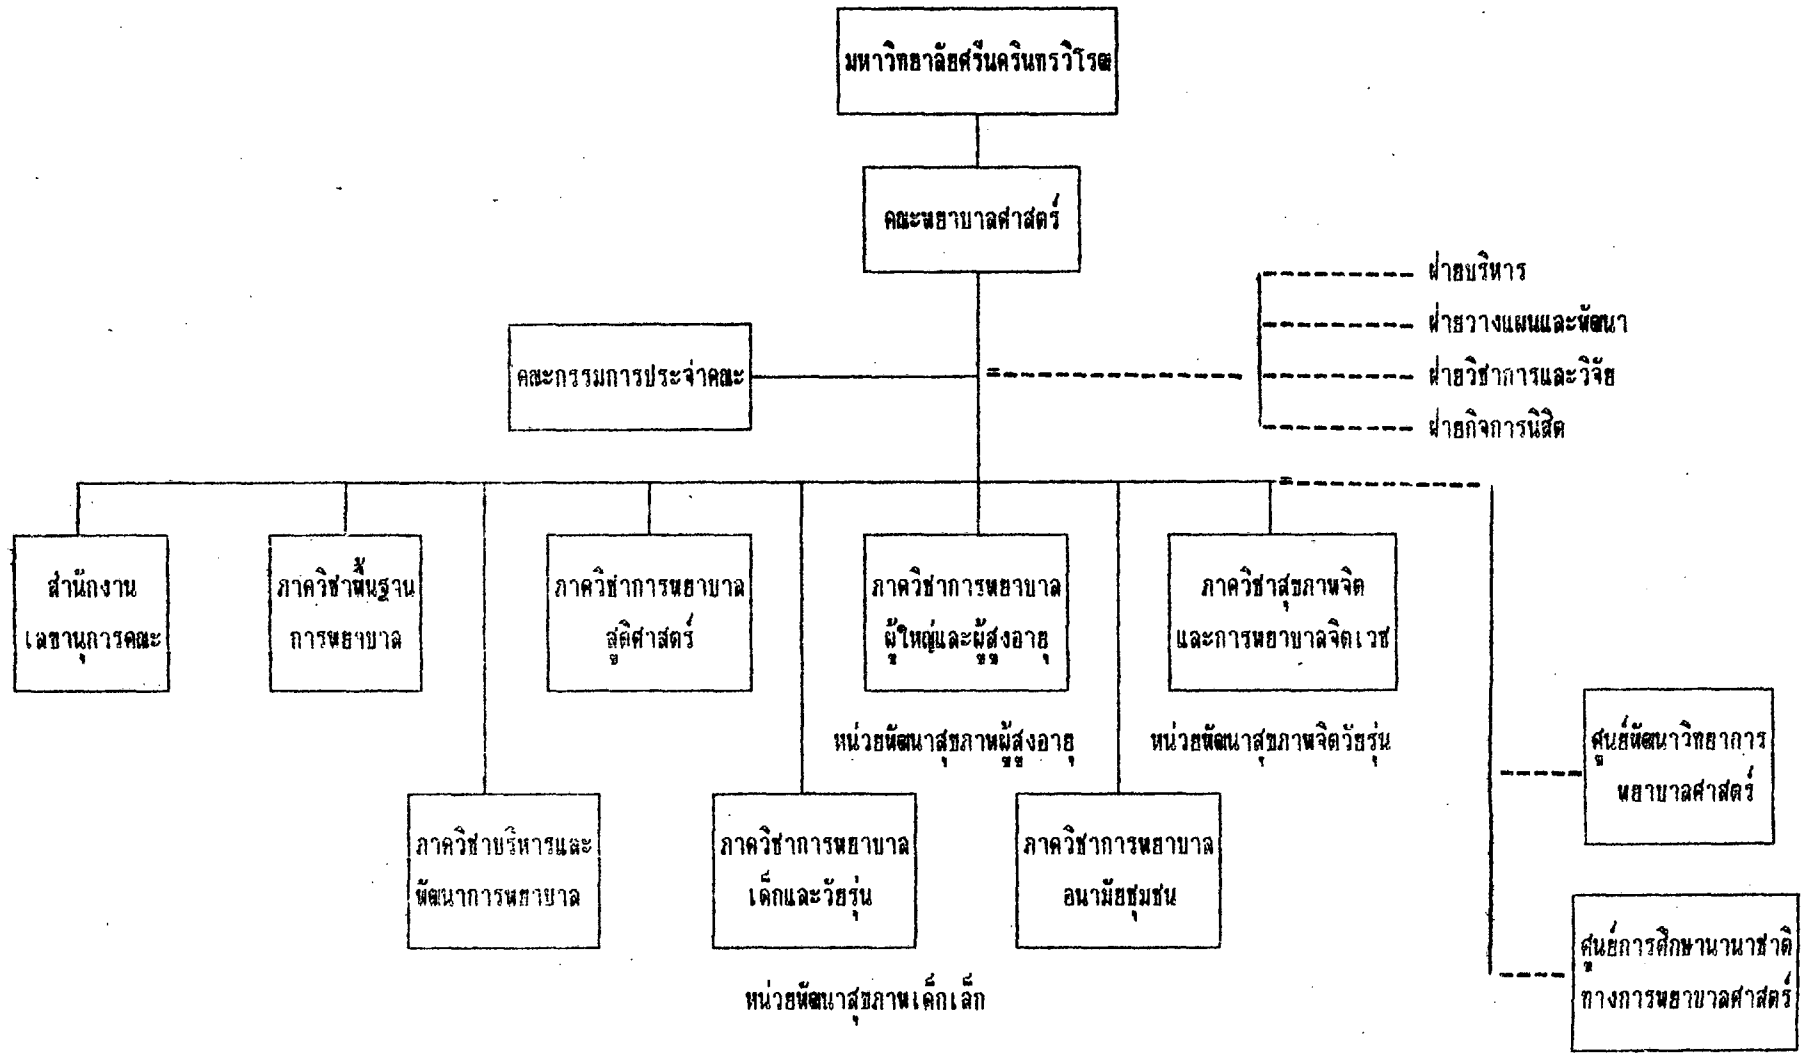 มหาวิทยาลัยศรีนครินทรวิโรฒ
คณะพยาบาลศาสตร์
ฝ่ายบริหาร
ฝ่ายวางแผนและพัฒนา
คณะกรรมการประจำคณะ
ฝ่ายวิชาการและวิจัย
ฝ่ายกิจการนิสิต
สำนักงาน
เลขานุการคณะ
ภาควิชาพื้นฐาน
การพยาบาล
ภาควิชาการพยาบาล
สูติศาสตร์
ภาควิชาการพยาบาล
ผู้ใหญ่และผู้สูงอายุ
ภาควิชาสุขภาพจิต
และการพยาบาลจิตเวช
หน่วยพัฒนาสุขภาพผู้สูงอายุ
หน่วยพัฒนาสุขภาพจิตวัยรุ่น
ศูนย์พัฒนาวิทยาการ
พยาบาลศาสตร์
ภาควิชาบริหารและ
พัฒนาการพยาบาล
ภาควิชาการพยาบาล
เด็กและวัยรุ่น
ภาควิชาการพยาบาล
อนามัยชุมชน
ศูนย์การศึกษานานาชาติ
ทางการพยาบาลศาสตร์
หน่วยพัฒนาสุขภาพเด็กเล็ก